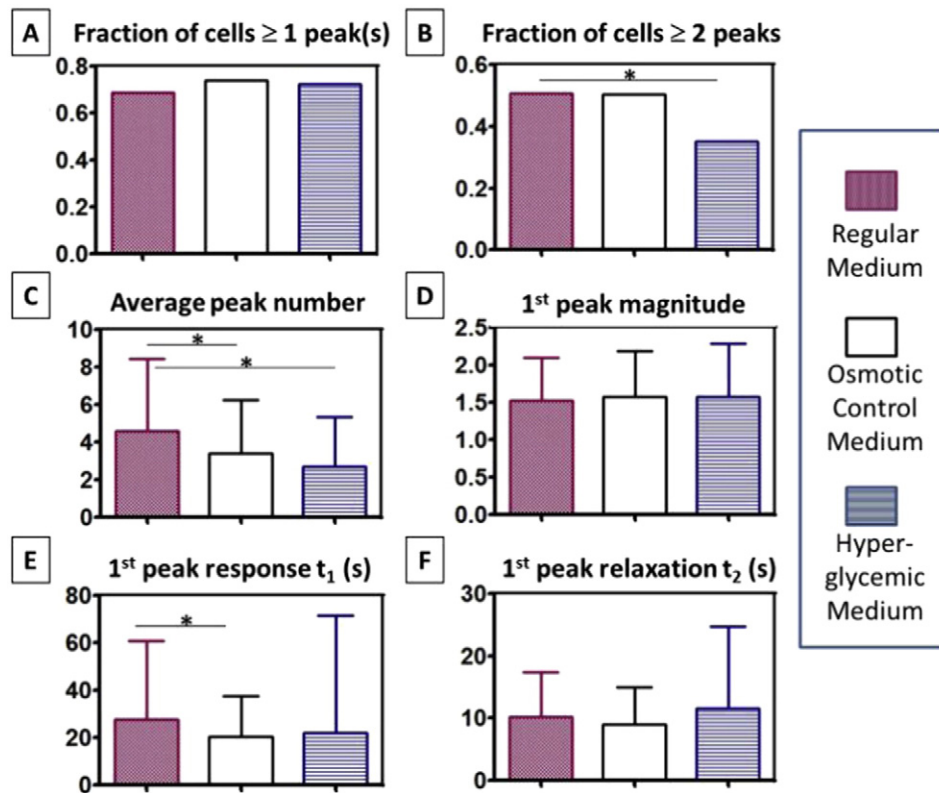 A
Fraction of cells ≥ 1 peak(s)
0.8
0.6
0.4
0.2
0.0
B
Fraction of cells ≥ 2 peaks
0.6
*
0.4
0.2
0.0
C
Average peak number
10
8
*
*
6
4
2
0
D
1st peak magnitude
2.5
2.0
1.5
1.0
0.5
0.0
E
1st peak response t1 (s)
80
*
60
40
20
0
F
1st peak relaxation t2 (s)
30
20
10
0
Regular
Medium
Osmotic
Control
Medium
Hyper-
glycemic
Medium